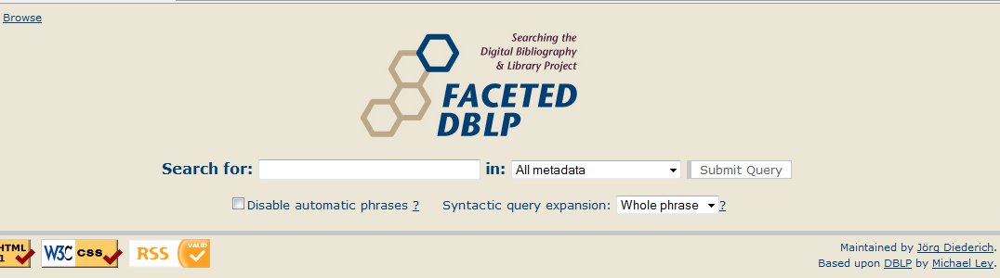 Browse
Searching the
Digital Bibliography
& Library Project
FACETED
DBLP
Search for: in: All metadata Submit Query
Disable automatic phrases ? Syntactic query expansion: Whole phrase ?
HTML W3C css RSS VALID
1
Maintained by Jörg Diederich.
Based upon DBLP by Michael Ley.